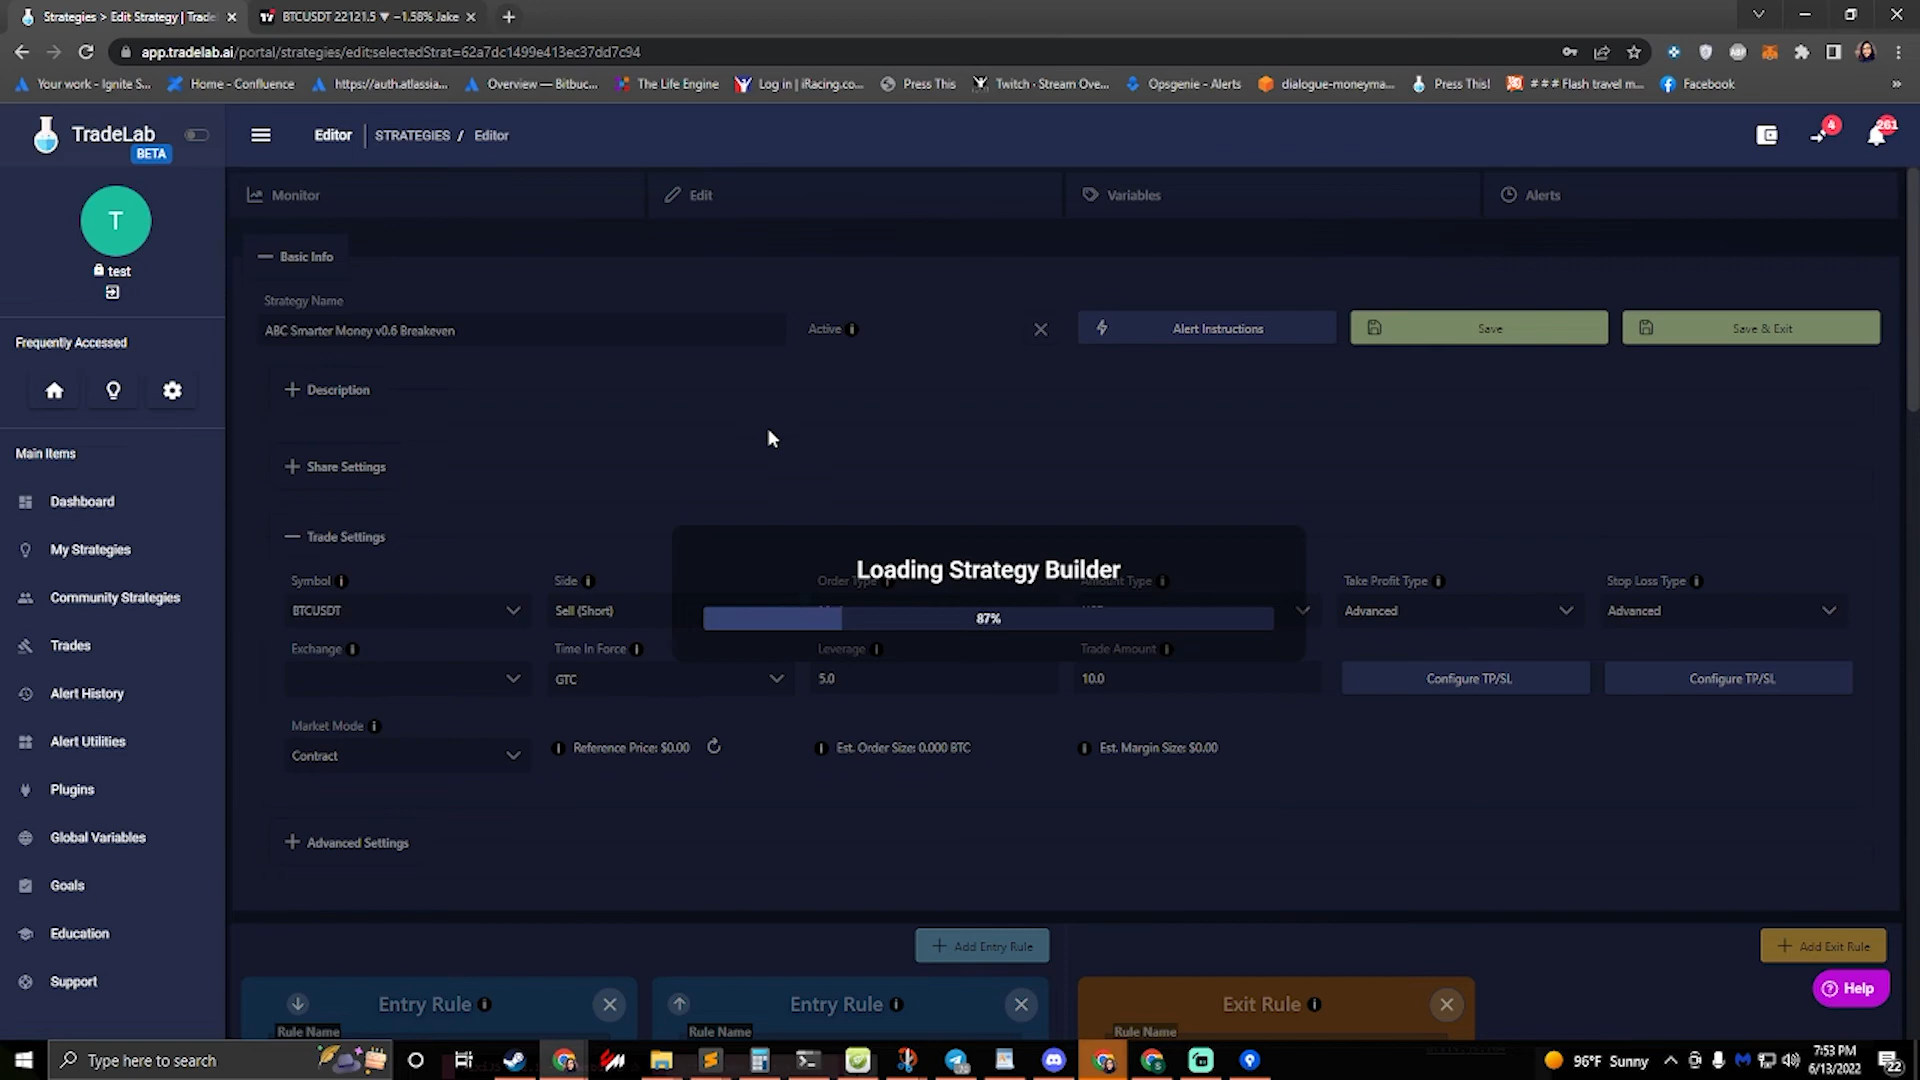 Strategies > Edit Strategy | Trade
BTCUSDT 22121.5 ▼ −1.58% Jake
app.tradelab.ai/portal/strategies/edit;selectedStrat=62a7dc1499e413ec37dd7c94
Your work - Ignite S...
Home - Confluence
https://auth.atlassia...
Overview — Bitbuc...
The Life Engine
Log in | iRacing.co...
Press This
Twitch - Stream Ove...
Opsgenie - Alerts
dialogue-moneyma...
Press This!
# # # Flash travel m...
Facebook
»
TradeLab
BETA
Editor
STRATEGIES / Editor
4
261
Monitor
Edit
Variables
Alerts
T
test
Basic Info
Strategy Name
ABC Smarter Money v0.6 Breakeven
Active
Alert Instructions
Save
Save & Exit
Frequently Accessed
Description
Main Items
Share Settings
Dashboard
My Strategies
Community Strategies
Trades
Alert History
Alert Utilities
Plugins
Global Variables
Goals
Education
Support
Trade Settings
Loading Strategy Builder
87%
Symbol
Side
Order Type
Amount Type
Take Profit Type
Stop Loss Type
BTCUSDT
Sell (Short)
Advanced
Advanced
Exchange
Time In Force
Leverage
Trade Amount
GTC
5.0
10.0
Configure TP/SL
Configure TP/SL
Market Mode
Contract
Reference Price: $0.00
Est. Order Size: 0.000 BTC
Est. Margin Size: $0.00
Advanced Settings
Add Entry Rule
Add Exit Rule
Help
Entry Rule
Entry Rule
Exit Rule
Rule Name
Rule Name
Rule Name
Type here to search
96°F Sunny
7:53 PM
6/13/2022
22